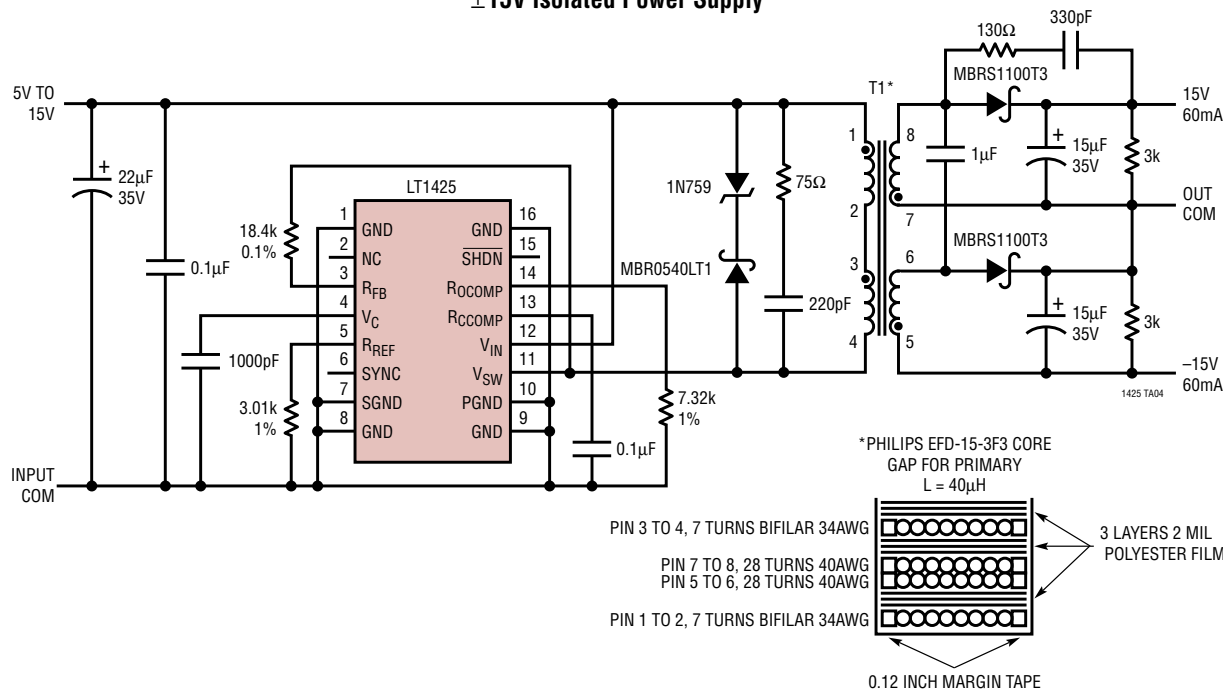 ±15V Isolated Power Supply
5V TO
15V
22µF
35V
+
0.1µF
18.4k
0.1%
1000pF
3.01k
1%
INPUT
COM
LT1425
1
GND
2
NC
3
RFB
4
VC
5
RREF
6
SYNC
7
SGND
8
GND
16
GND
15
SHDN
14
ROCOMP
13
RCCOMP
12
VIN
11
VSW
10
PGND
9
GND
7.32k
1%
0.1µF
1N759
MBR0540LT1
75Ω
220pF
T1*
1
2
3
4
8
7
6
5
130Ω
330pF
MBRS1100T3
1µF
+
15µF
35V
3k
15V
60mA
OUT
COM
MBRS1100T3
+
15µF
35V
3k
–15V
60mA
1425 TA04
*PHILIPS EFD-15-3F3 CORE
GAP FOR PRIMARY
L = 40µH
PIN 3 TO 4, 7 TURNS BIFILAR 34AWG
PIN 7 TO 8, 28 TURNS 40AWG
PIN 5 TO 6, 28 TURNS 40AWG
PIN 1 TO 2, 7 TURNS BIFILAR 34AWG
3 LAYERS 2 MIL
POLYESTER FILM
0.12 INCH MARGIN TAPE